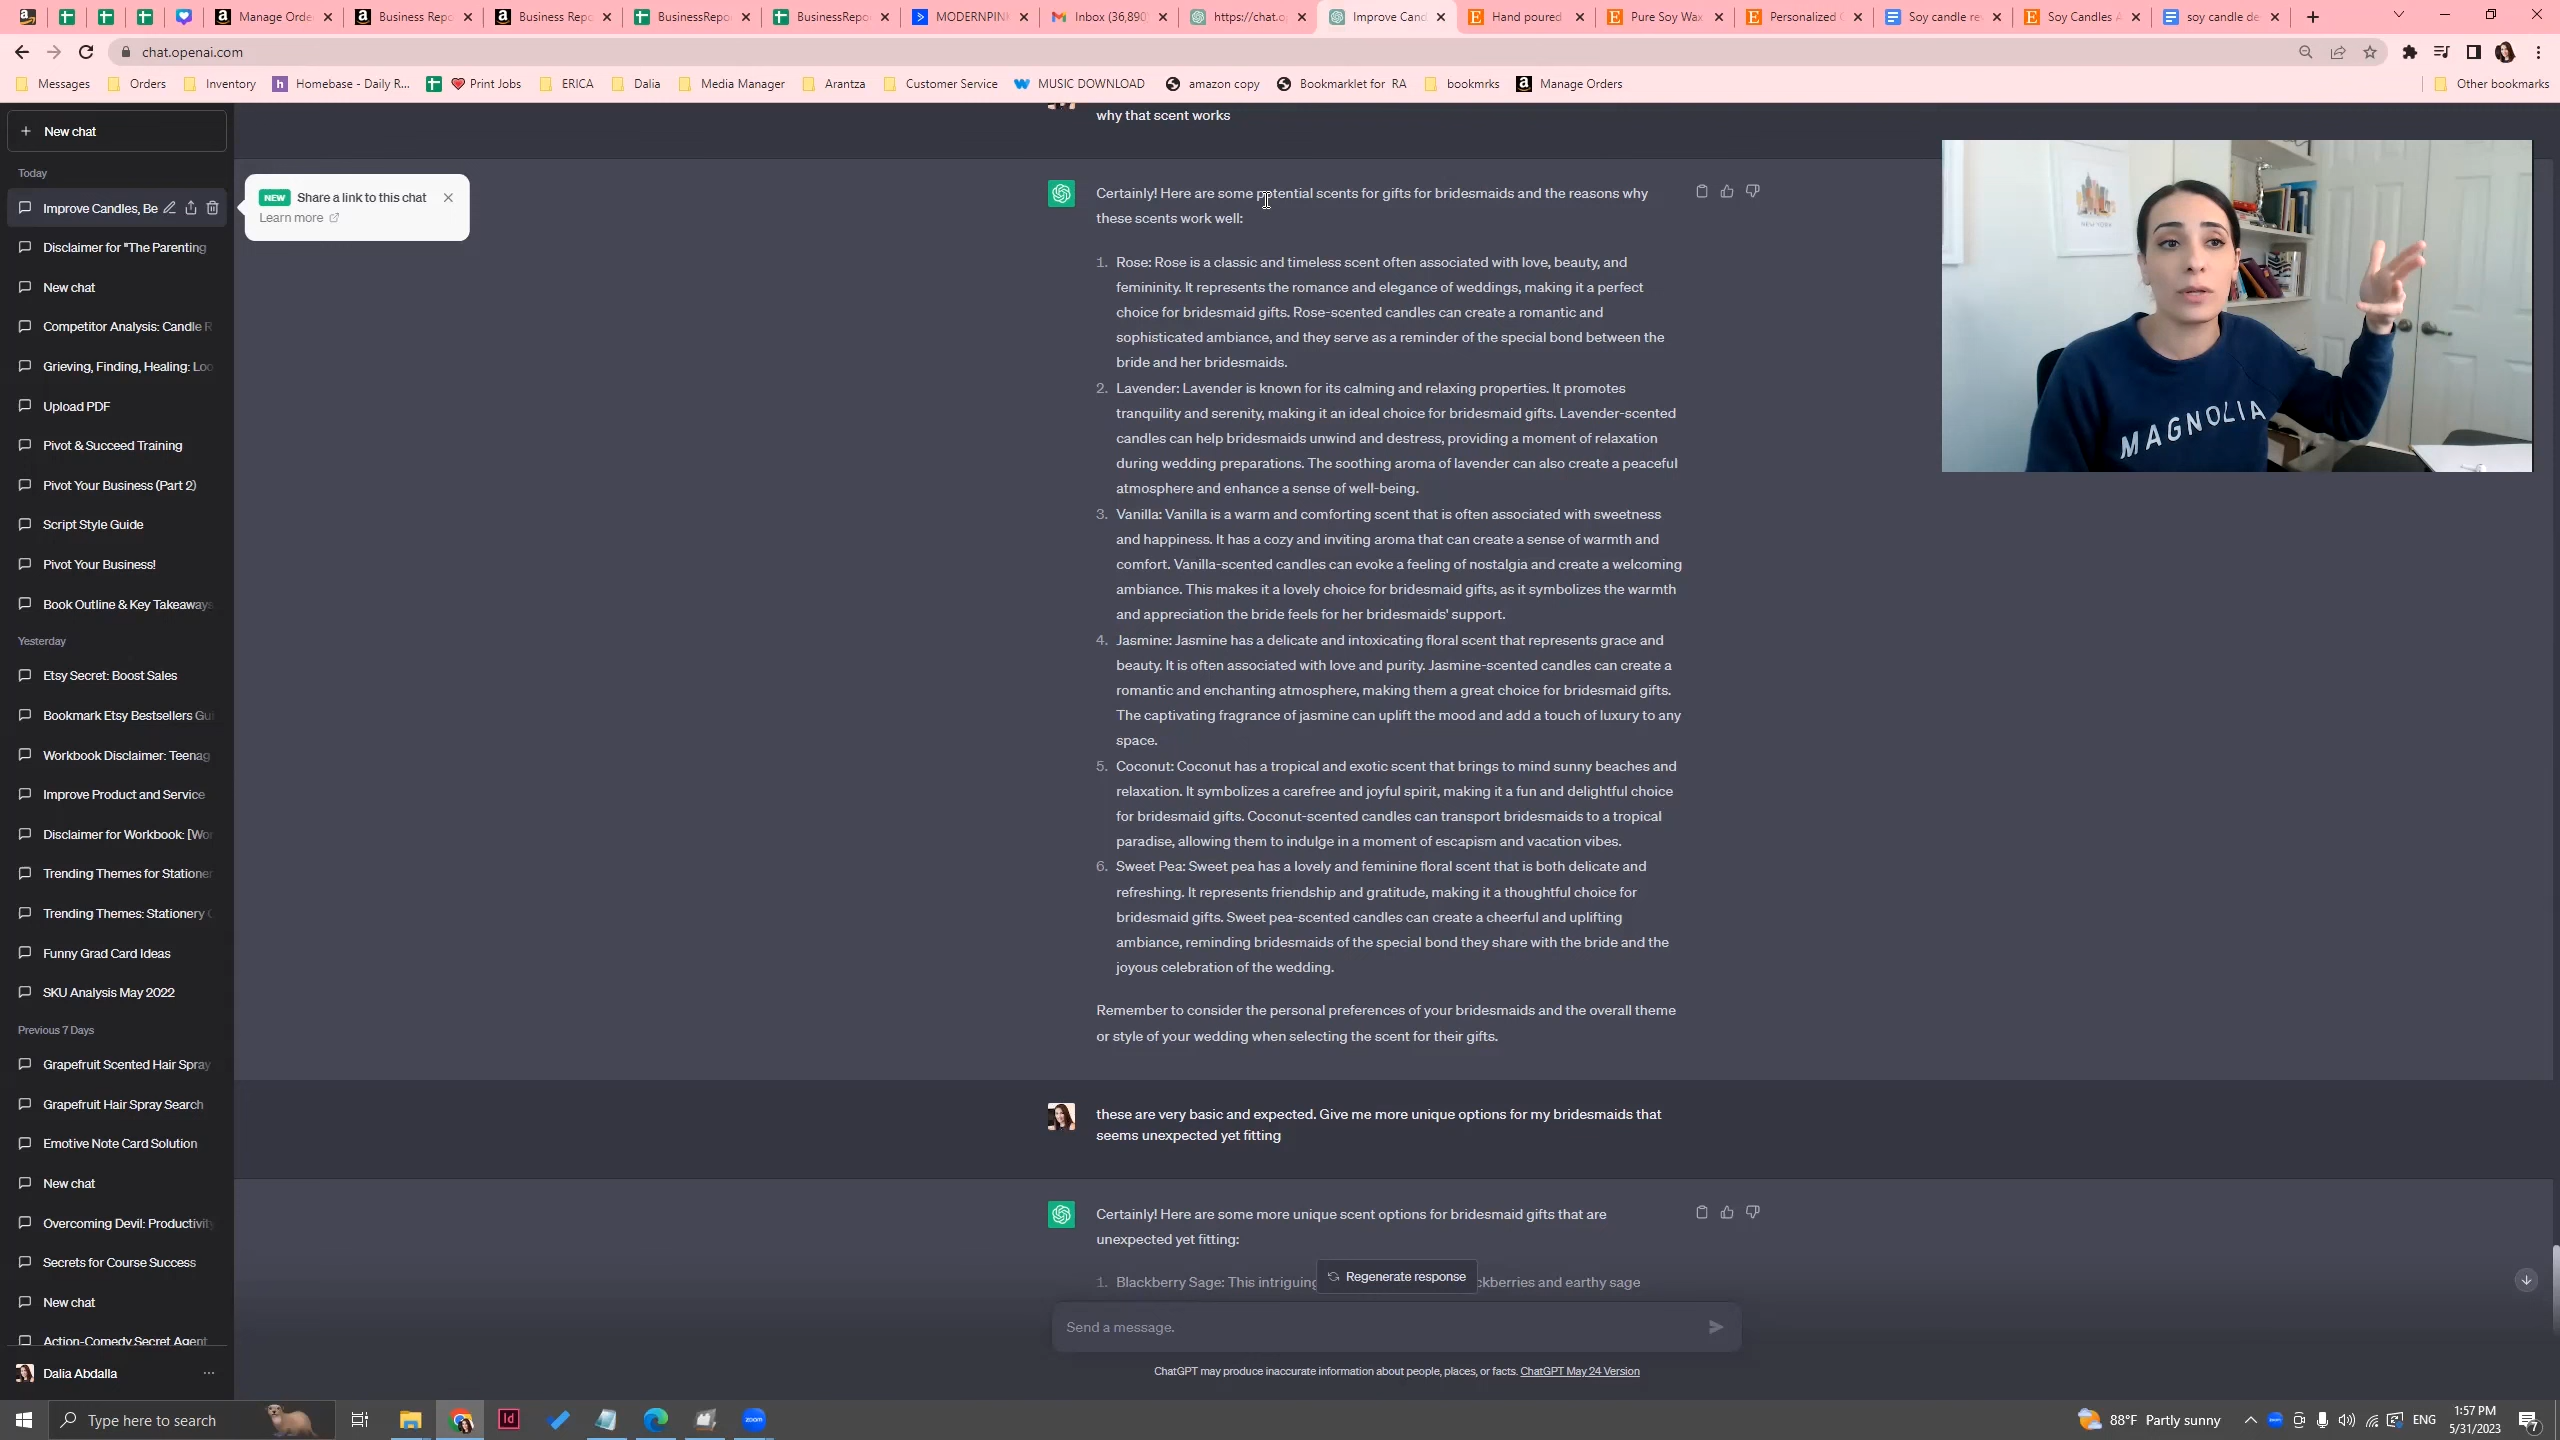 Manage Orde
Business Repo
Business Repo
BusinessRepo
BusinessRepo
MODERNPIN
Inbox (36,890
https://chat.o
Improve Cand
Hand poured
Pure Soy Wax
Personalized
Soy candle re
Soy Candles
soy candle de
chat.openai.com
Messages
Orders
Inventory
Homebase - Daily R...
Print Jobs
ERICA
Dalia
Media Manager
Arantza
Customer Service
MUSIC DOWNLOAD
amazon copy
Bookmarklet for RA
bookmrks
Manage Orders
Other bookmarks
New chat
Today
Improve Candles, Be
Disclaimer for "The Parenting
New chat
Competitor Analysis: Candle R
Grieving, Finding, Healing: Loo
Upload PDF
Pivot & Succeed Training
Pivot Your Business (Part 2)
Script Style Guide
Pivot Your Business!
Book Outline & Key Takeaways
Yesterday
Etsy Secret: Boost Sales
Bookmark Etsy Bestsellers Gui
Workbook Disclaimer: Teenag
Improve Product and Service
Disclaimer for Workbook: [Wor
Trending Themes for Stationer
Trending Themes: Stationery
Funny Grad Card Ideas
SKU Analysis May 2022
Previous 7 Days
Grapefruit Scented Hair Spray
Grapefruit Hair Spray Search
Emotive Note Card Solution
New chat
Overcoming Devil: Productivity
Secrets for Course Success
New chat
Action-Comedy Secret Agent
Dalia Abdalla
NEW Share a link to this chat
Learn more
why that scent works
Certainly! Here are some potential scents for gifts for bridesmaids and the reasons why
these scents work well:
1. Rose: Rose is a classic and timeless scent often associated with love, beauty, and
femininity. It represents the romance and elegance of weddings, making it a perfect
choice for bridesmaid gifts. Rose-scented candles can create a romantic and
sophisticated ambiance, and they serve as a reminder of the special bond between the
bride and her bridesmaids.
2. Lavender: Lavender is known for its calming and relaxing properties. It promotes
tranquility and serenity, making it an ideal choice for bridesmaid gifts. Lavender-scented
candles can help bridesmaids unwind and destress, providing a moment of relaxation
during wedding preparations. The soothing aroma of lavender can also create a peaceful
atmosphere and enhance a sense of well-being.
3. Vanilla: Vanilla is a warm and comforting scent that is often associated with sweetness
and happiness. It has a cozy and inviting aroma that can create a sense of warmth and
comfort. Vanilla-scented candles can evoke a feeling of nostalgia and create a welcoming
ambiance. This makes it a lovely choice for bridesmaid gifts, as it symbolizes the warmth
and appreciation the bride feels for her bridesmaids' support.
4. Jasmine: Jasmine has a delicate and intoxicating floral scent that represents grace and
beauty. It is often associated with love and purity. Jasmine-scented candles can create a
romantic and enchanting atmosphere, making them a great choice for bridesmaid gifts.
The captivating fragrance of jasmine can uplift the mood and add a touch of luxury to any
space.
5. Coconut: Coconut has a tropical and exotic scent that brings to mind sunny beaches and
relaxation. It symbolizes a carefree and joyful spirit, making it a fun and delightful choice
for bridesmaid gifts. Coconut-scented candles can transport bridesmaids to a tropical
paradise, allowing them to indulge in a moment of escapism and vacation vibes.
6. Sweet Pea: Sweet pea has a lovely and feminine floral scent that is both delicate and
refreshing. It represents friendship and gratitude, making it a thoughtful choice for
bridesmaid gifts. Sweet pea-scented candles can create a cheerful and uplifting
ambiance, reminding bridesmaids of the special bond they share with the bride and the
joyous celebration of the wedding.
Remember to consider the personal preferences of your bridesmaids and the overall theme
or style of your wedding when selecting the scent for their gifts.
these are very basic and expected. Give me more unique options for my bridesmaids that
seems unexpected yet fitting
Certainly! Here are some more unique scent options for bridesmaid gifts that are
unexpected yet fitting:
1. Blackberry Sage: This intriguing ckberries and earthy sage
Regenerate response
Send a message.
ChatGPT may produce inaccurate information about people, places, or facts. ChatGPT May 24 Version
NEW YORK
MAGNOLIA
Type here to search
Id
zoom
88°F Partly sunny
ENG
1:57 PM
5/31/2023
7